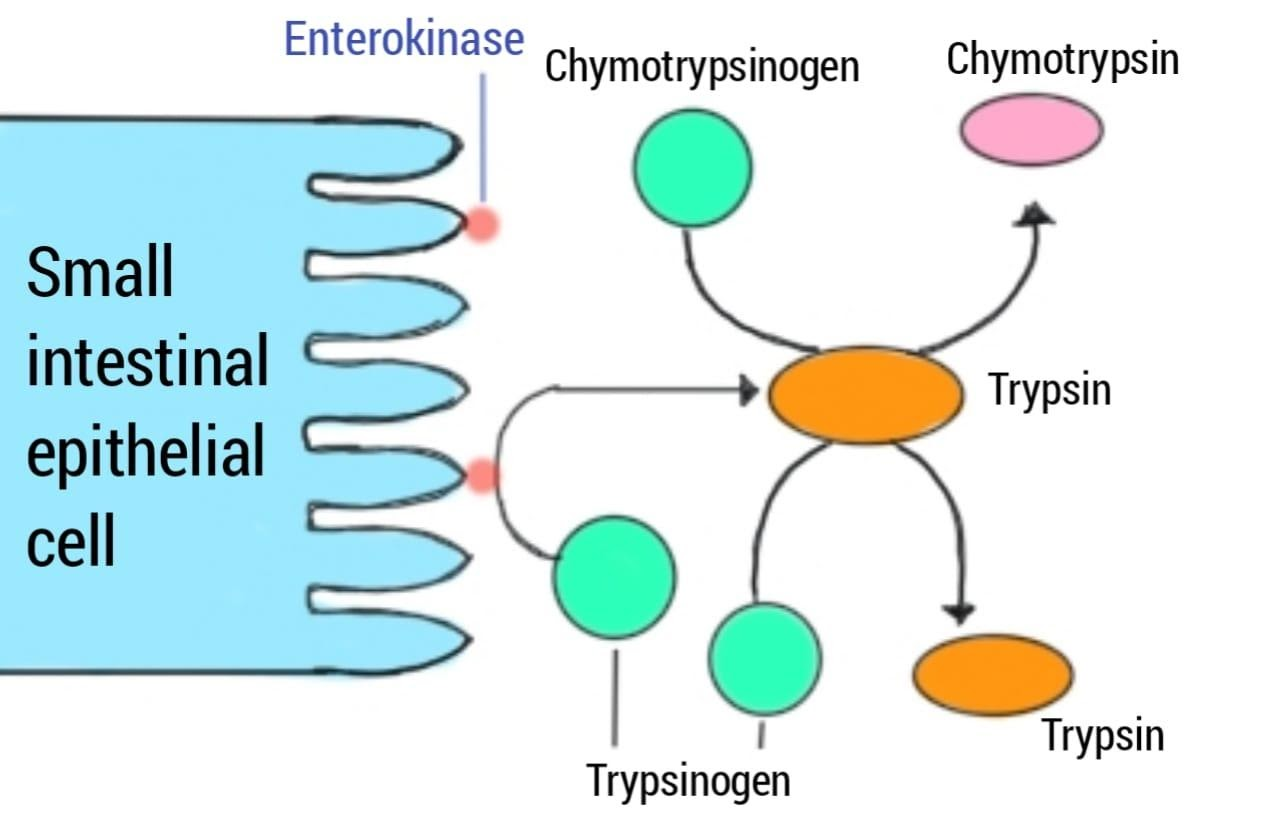 Enterokinase
Chymotrypsinogen
Chymotrypsin
Small
intestinal
epithelial
cell
Trypsin
Trypsin
Trypsinogen